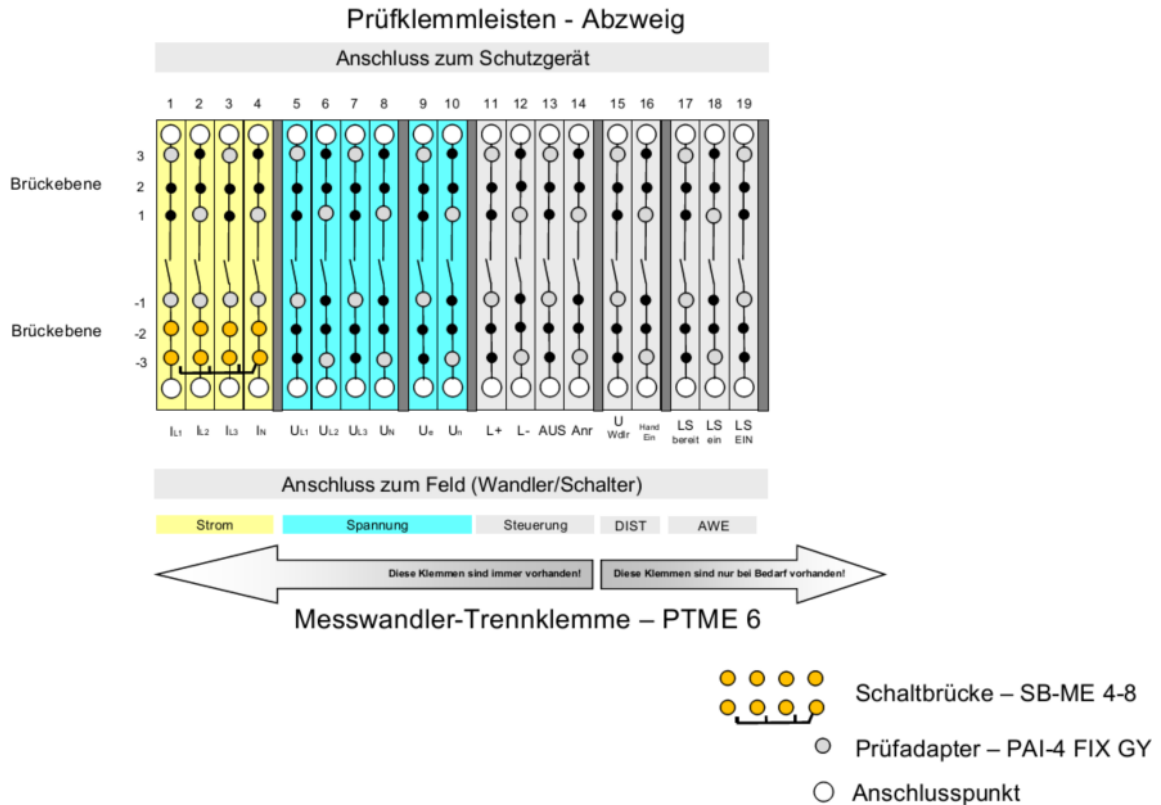 Prüfklemmleisten - Abzweig
Anschluss zum Schutzgerät
1 2 3 4 5 6 7 8 9 10 11 12 13 14 15 16 17 18 19
3
Brückebene 2
1
-1
Brückebene -2
-3
IL1 IL2 IL3 IN UL1 UL2 UL3 UN Un L+ L- AUS Anr U Wdlr Hand Ein LS bereit LS ein LS EIN
Anschluss zum Feld (Wandler/Schalter)
Strom Spannung Steuerung DIST AWE
Diese Klemmen sind immer vorhanden! Diese Klemmen sind nur bei Bedarf vorhanden!
Messwandler-Trennklemme – PTME 6
Schaltbrücke – SB-ME 4-8
Prüfadapter – PAI-4 FIX GY
Anschlusspunkt